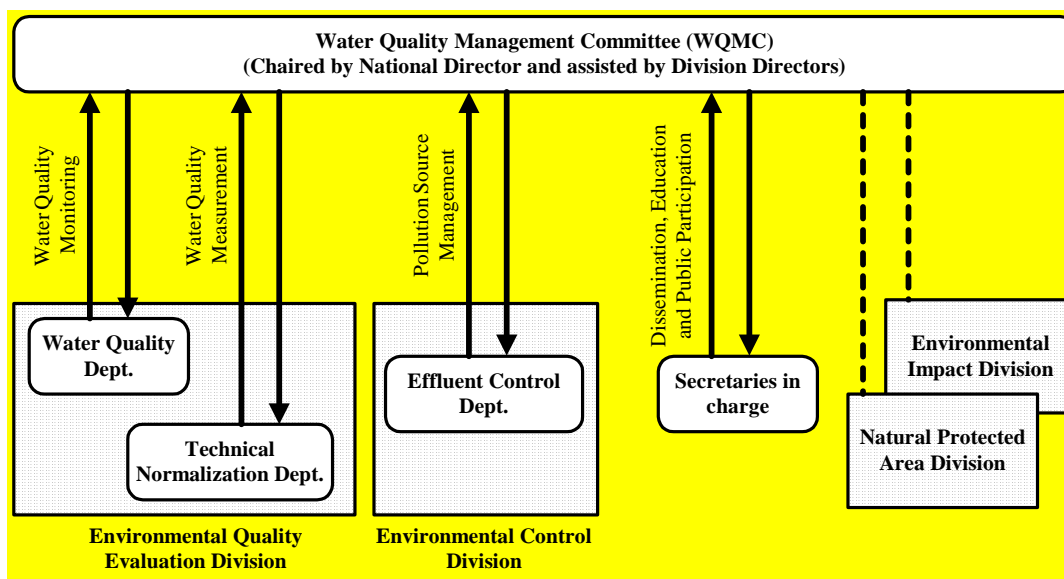 Water Quality Management Committee (WQMC)
(Chaired by National Director and assisted by Division Directors)
Water Quality
Monitoring
Water Quality
Measurement
Pollution Source
Management
Dissemination, Education
and Public Participation
Water Quality
Dept.
Technical
Normalization Dept.
Environmental Quality
Evaluation Division
Effluent Control
Dept.
Environmental Control
Division
Secretaries in
charge
Environmental
Impact Division
Natural Protected
Area Division